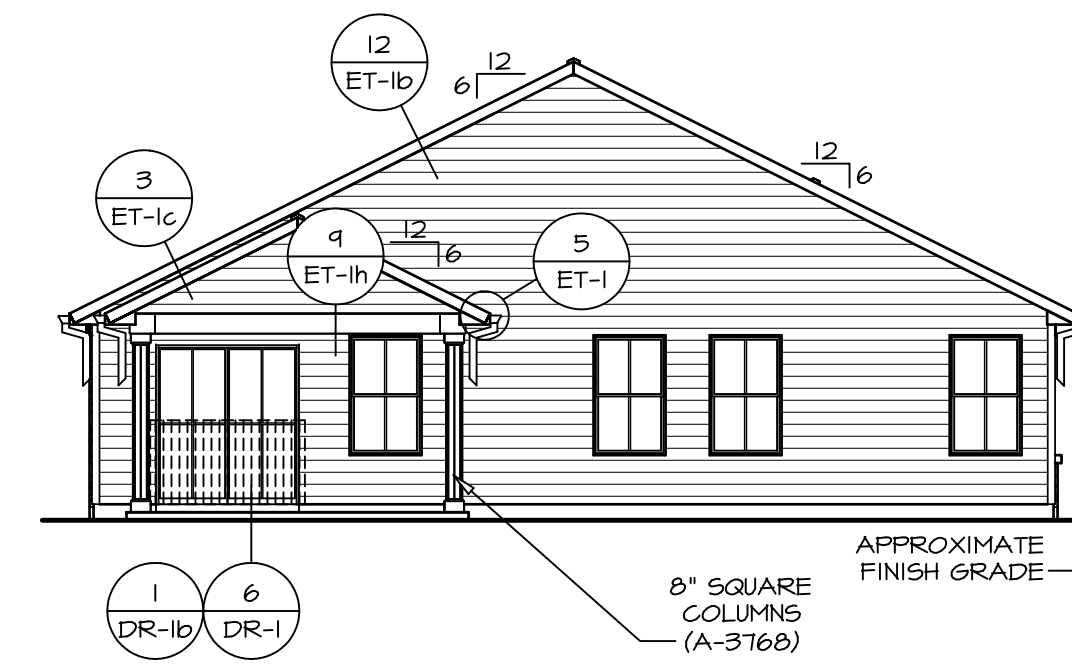 12
ET-1b
12
6
12
6
3
ET-1c
9
ET-1h
12
6
5
ET-1
APPROXIMATE
FINISH GRADE
1
DR-1b
6
DR-1
8" SQUARE
COLUMNS
(A-3768)